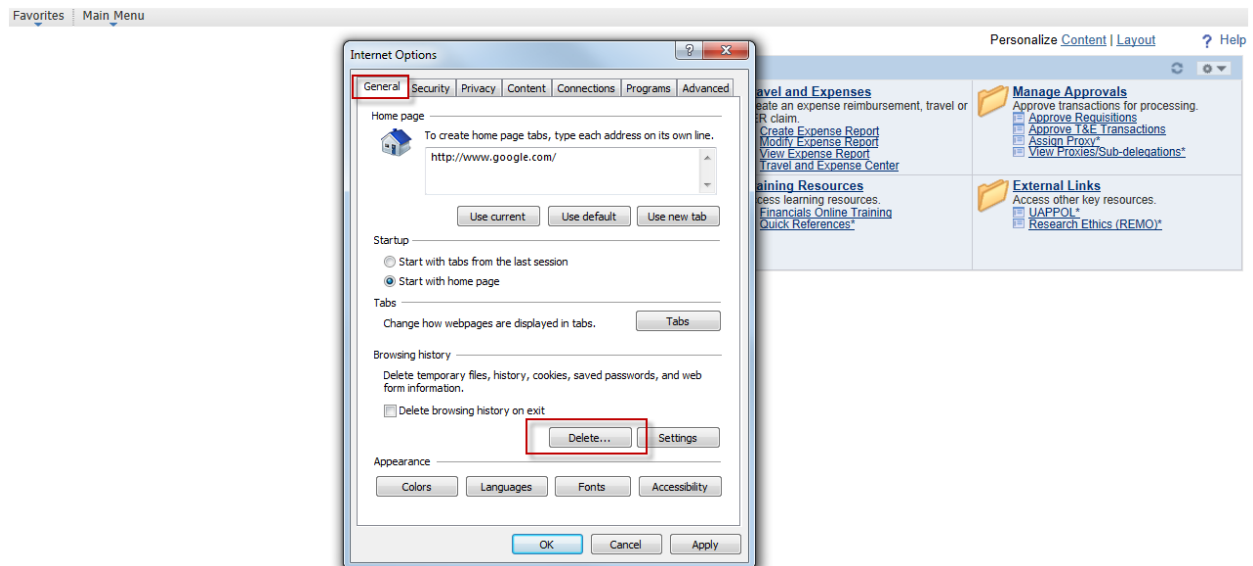 Favorites Main Menu
Personalize Content | Layout ? Help
Internet Options
General Security Privacy Content Connections Programs Advanced
Home page
To create home page tabs, type each address on its own line.
http://www.google.com/
Use current Use default Use new tab
Startup
Start with tabs from the last session
Start with home page
Tabs
Change how webpages are displayed in tabs.
Tabs
Browsing history
Delete temporary files, history, cookies, saved passwords, and web
form information.
Delete browsing history on exit
Delete... Settings
Appearance
Colors Languages Fonts Accessibility
OK Cancel Apply
and Expenses
an expense reimbursement, travel or
claim.
Create Expense Report
Modify Expense Report
View Expense Report
Travel and Expense Center
Manage Approvals
Approve transactions for processing.
Approve Requisitions
Approve T&E Transactions
Assign Proxy*
View Proxies/Sub-delegations*
Resources
learning resources.
Financials Online Training
Quick References*
External Links
Access other key resources.
UAPPOL*
Research Ethics (REMO)*